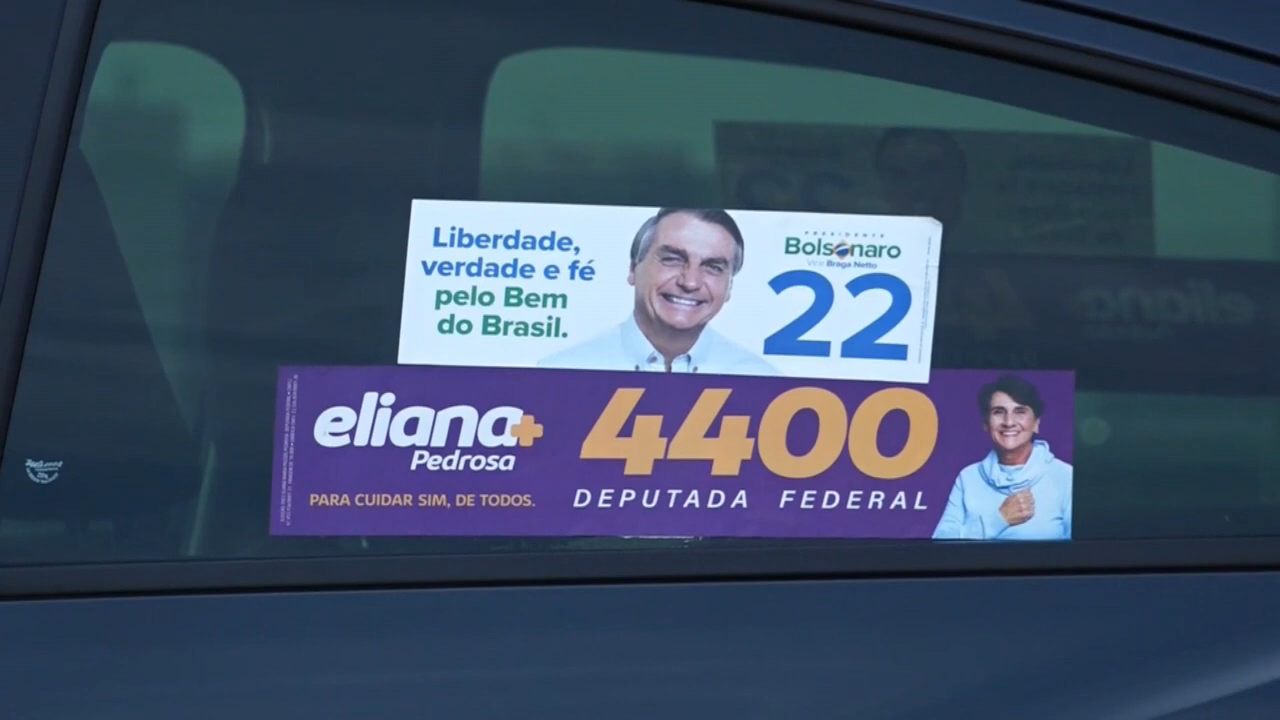 Liberdade,
verdade e fé
pelo Bem
do Brasil.
PRESIDENTE
Bolsonaro
Vice Braga Netto
22
eliana
Pedrosa
4400
PARA CUIDAR SIM, DE TODOS.
DEPUTADA FEDERAL